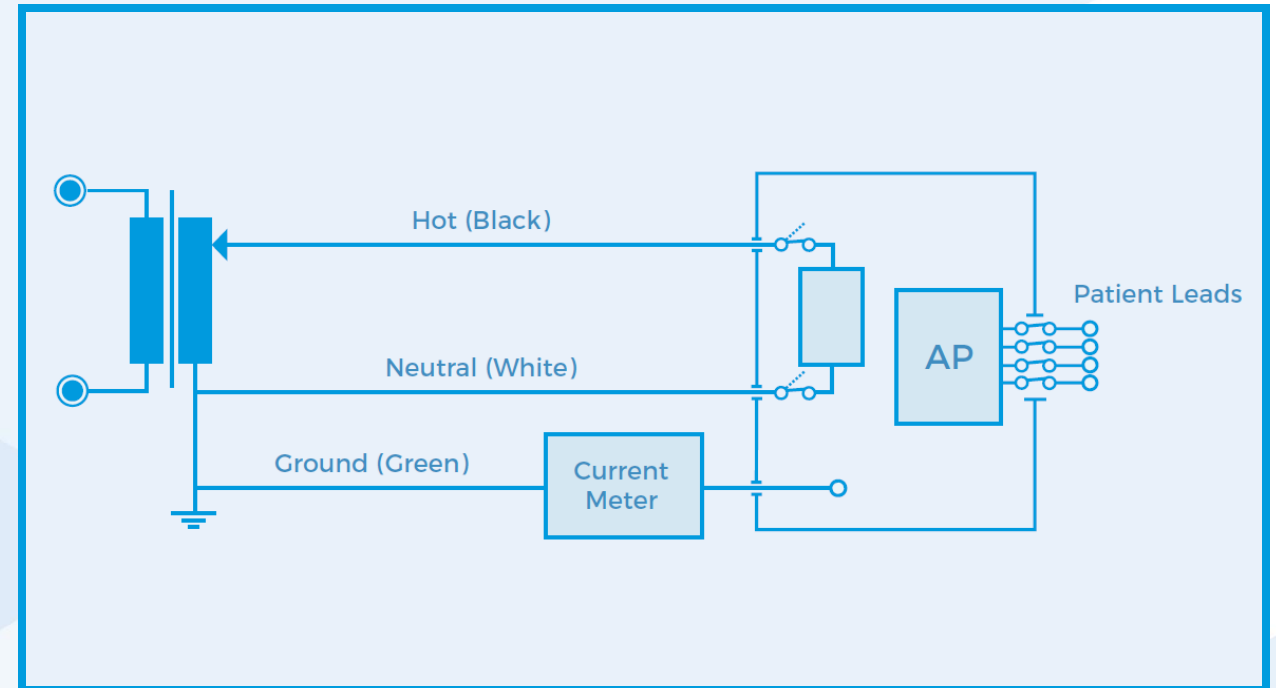 Hot (Black)
Patient Leads
Neutral (White)
AP
Ground (Green)
Current
Meter